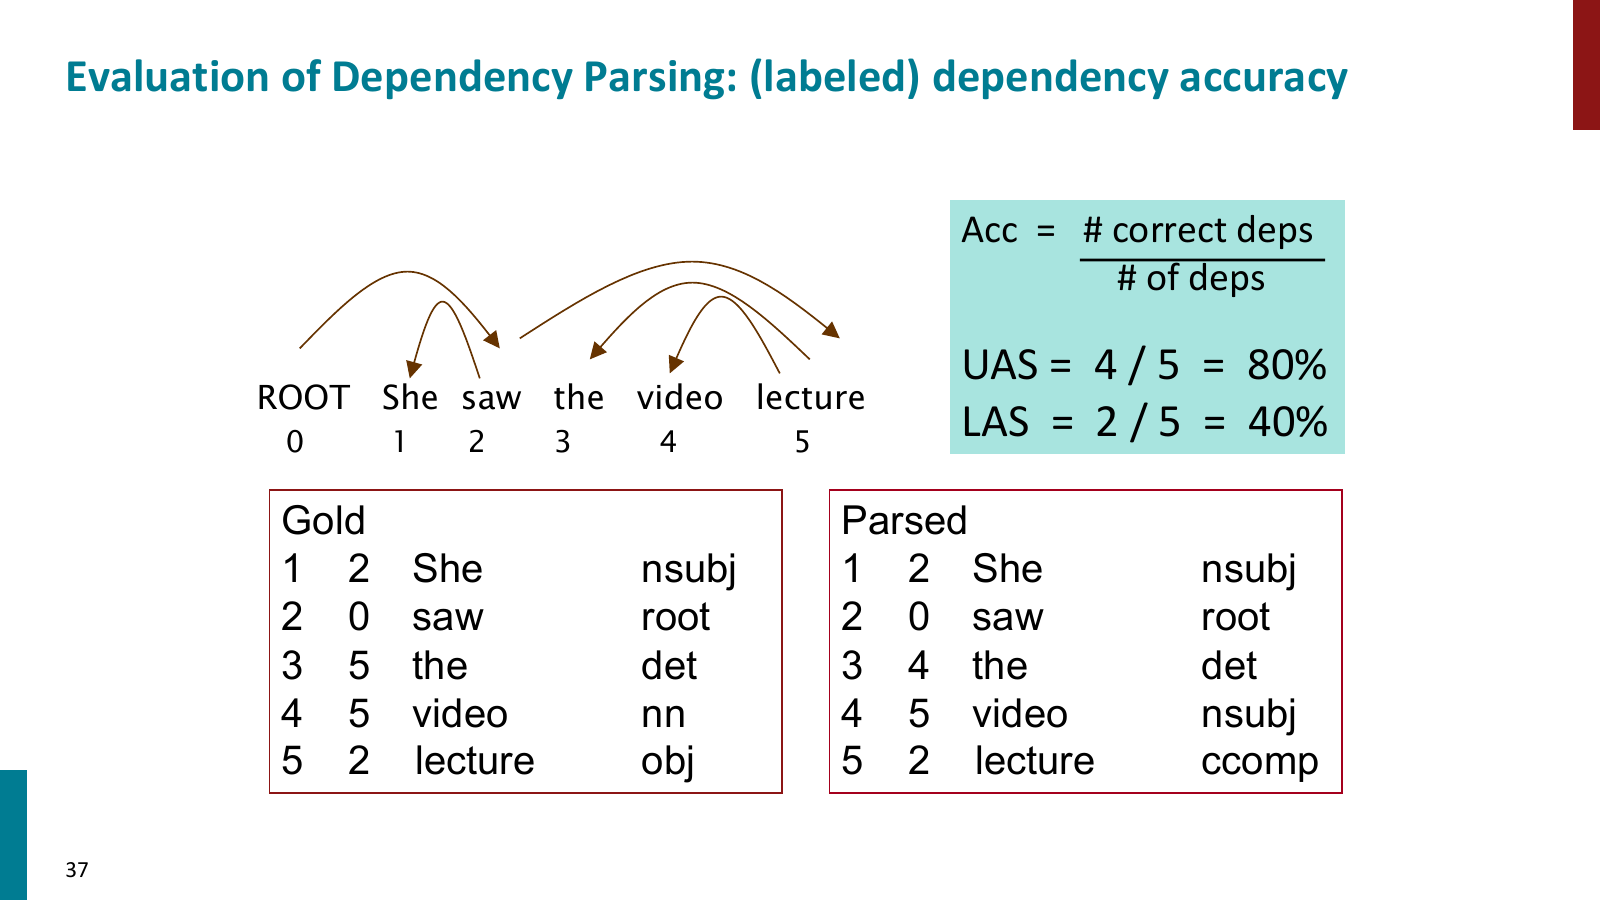 Evaluation of Dependency Parsing: (labeled) dependency accuracy
Acc = # correct deps
# of deps
UAS = 4 / 5 = 80%
LAS = 2 / 5 = 40%
ROOT She saw the video lecture
0 1 2 3 4 5
Gold
1 2 She nsubj
2 0 saw root
3 5 the det
4 5 video nn
5 2 lecture obj
Parsed
1 2 She nsubj
2 0 saw root
3 4 the det
4 5 video nsubj
5 2 lecture ccomp
37